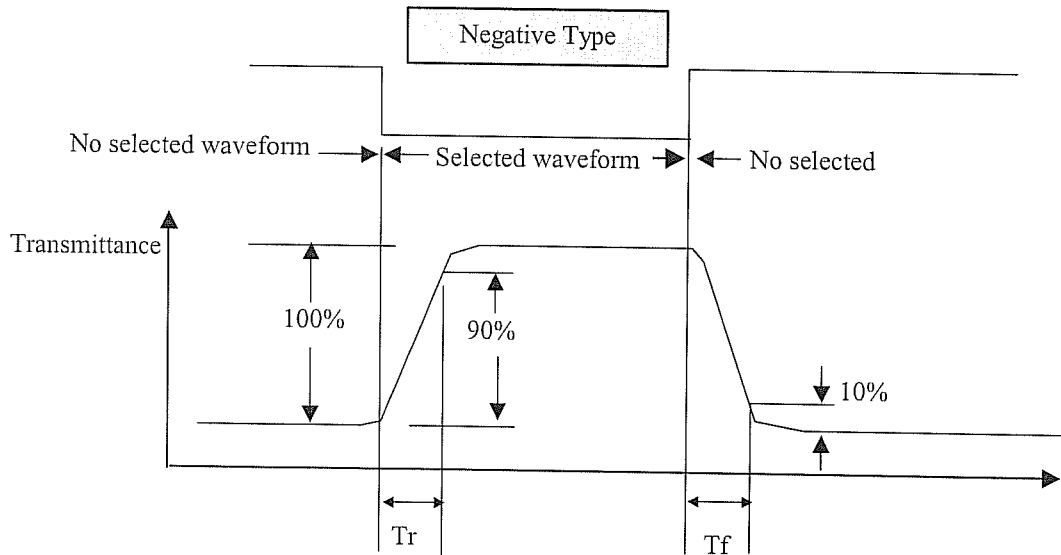 Negative Type
No selected waveform
Selected waveform
No selected
Transmittance
100%
90%
10%
Tr
Tf